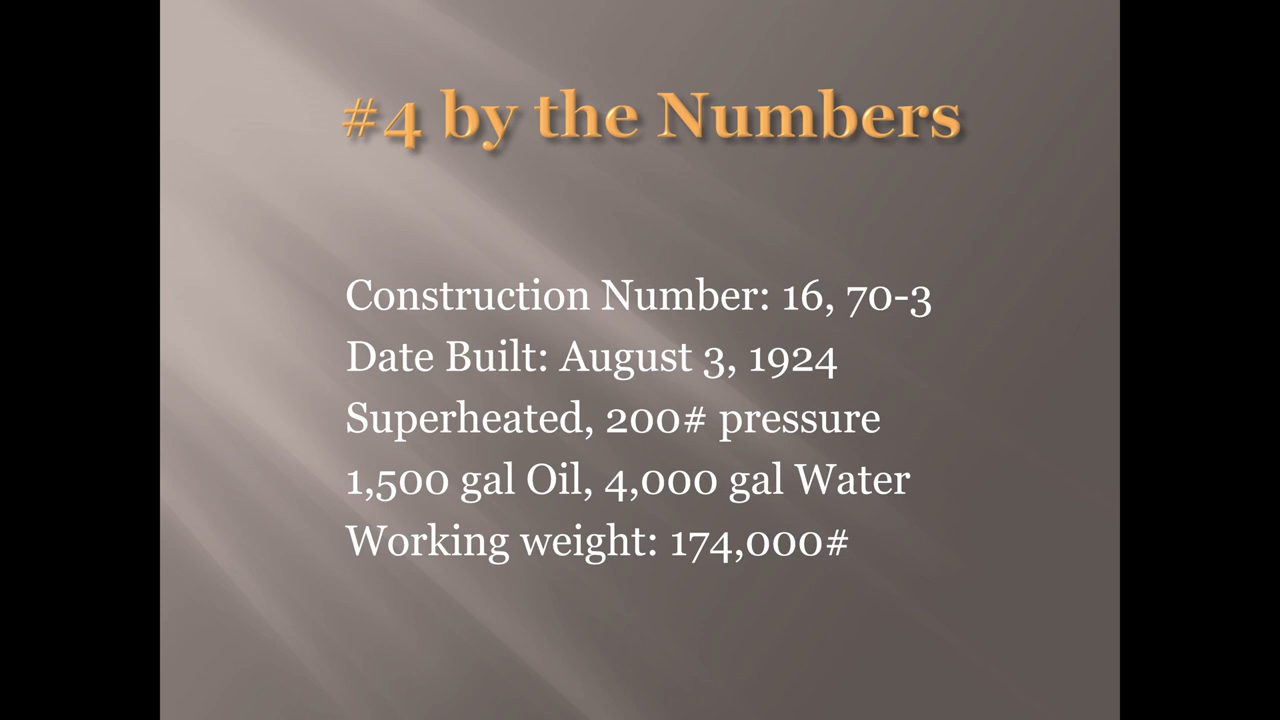 #4 by the Numbers
Construction Number: 16, 70-3
Date Built: August 3, 1924
Superheated, 200# pressure
1,500 gal Oil, 4,000 gal Water
Working weight: 174,000#